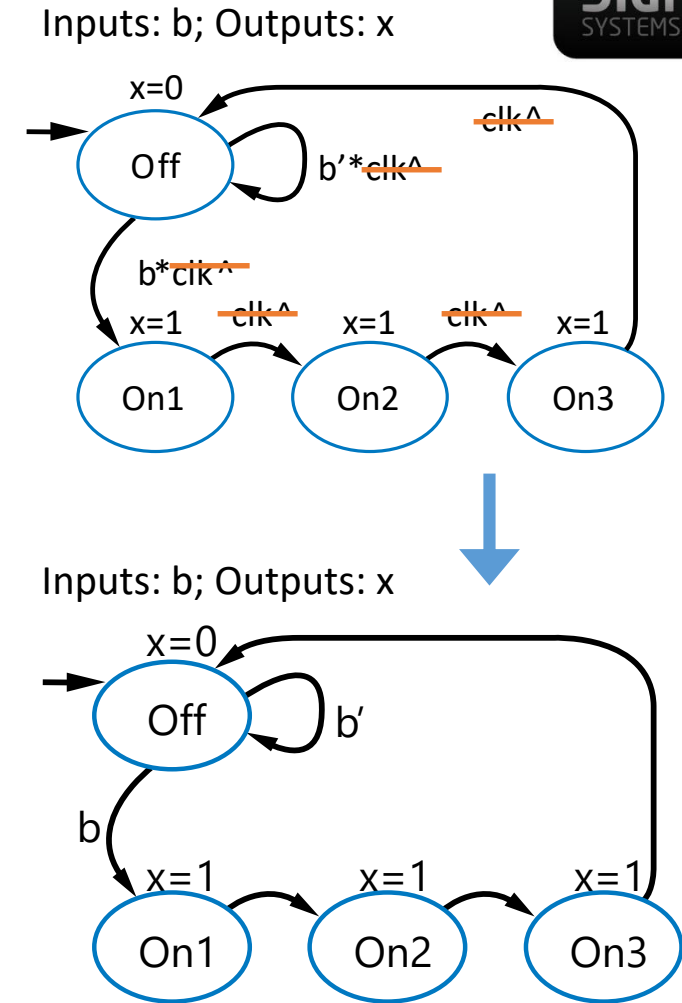 SYSTEMS
Inputs: b; Outputs: x
x=0
clk^
Off
b’*clk^
b*clk^
x=1
clk^
x=1
clk^
x=1
On1
On2
On3
Inputs: b; Outputs: x
x=0
Off
b’
b
x=1
x=1
x=1
On1
On2
On3